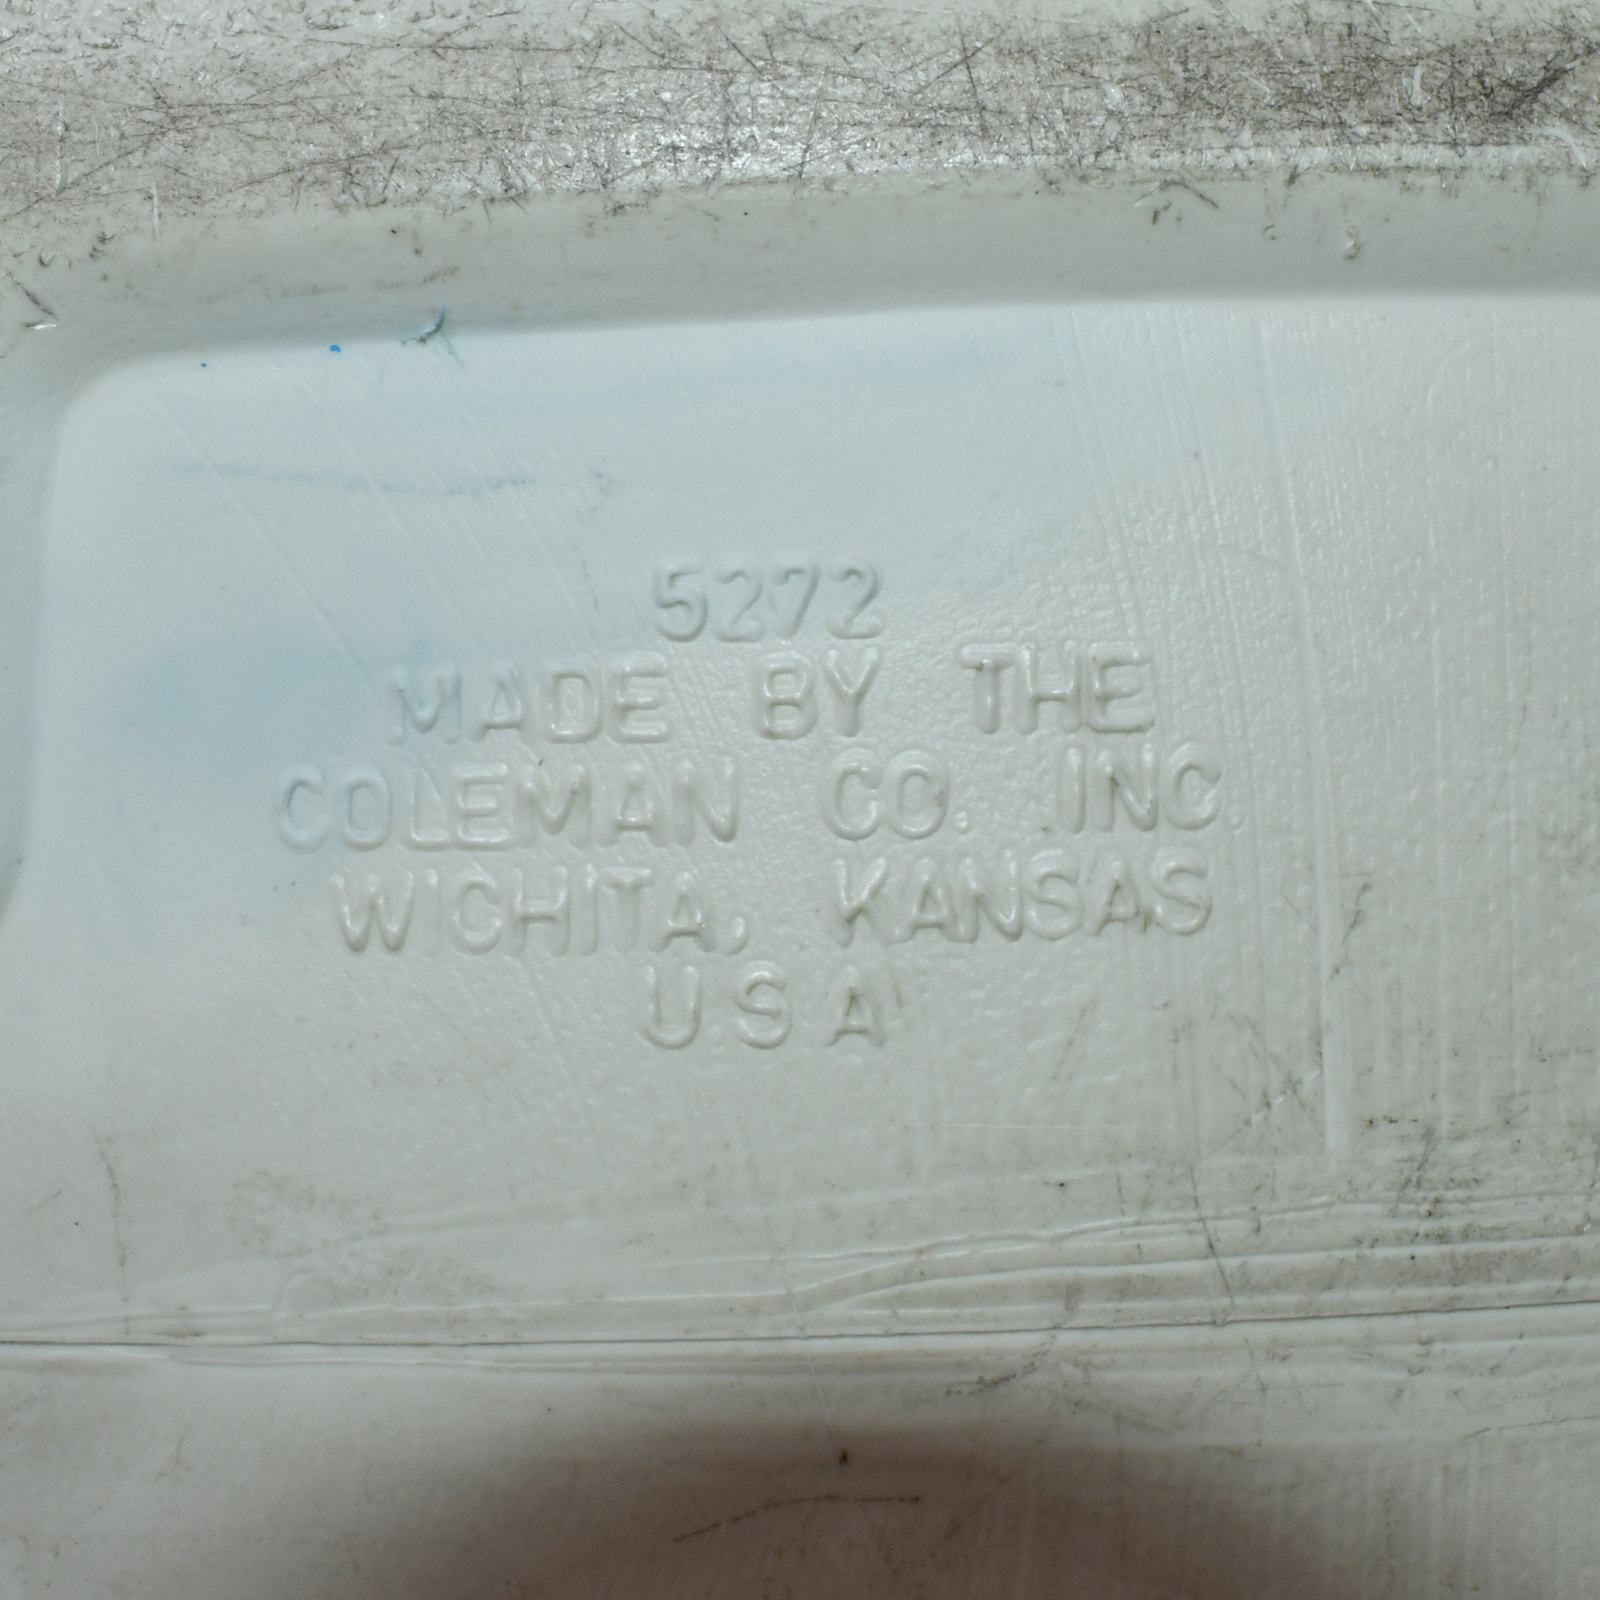 5272
MADE BY THE
COLEMAN CO. INC.
WICHITA, KANSAS
USA